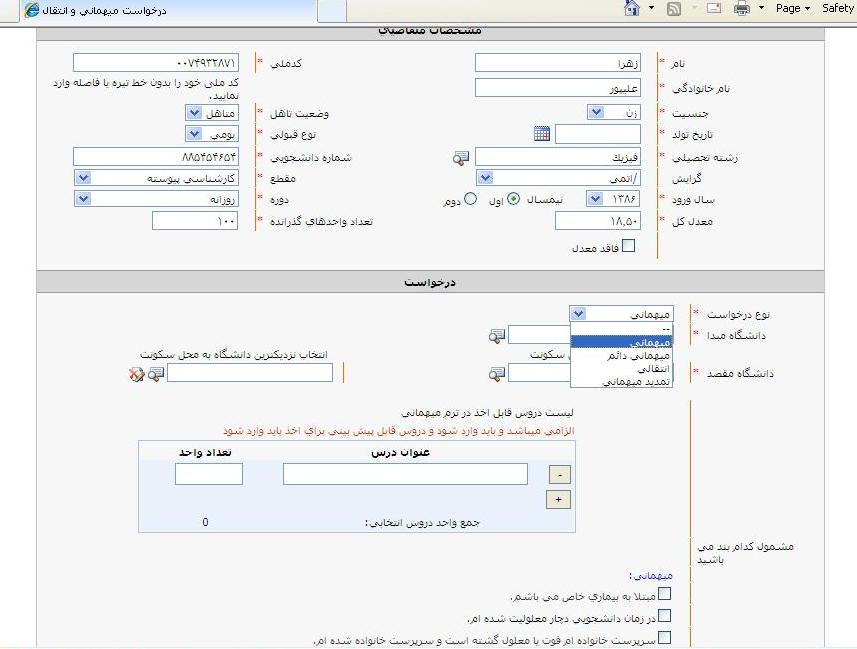 درخواست میهمانی و انتقال
Page
Safety
مشخصات متقاضی
نام * زهرا
کدملی * ۰۰۷۴۹۳۲۸۷۱
نام خانوادگی * علیپور
کد ملی خود را بدون خط تیره یا فاصله وارد
نمایید.
جنسیت * زن
وضعیت تاهل * متاهل
تاریخ تولد *
نوع قبولی * بومی
رشته تحصیلی * فیزیک
شماره دانشجویی * ۸۸۵۴۵۴۶۵۴
گرایش /اتمی
مقطع * کارشناسی پیوسته
سال ورود * ۱۳۸۶ نیمسال اول دوم
دوره * روزانه
معدل کل * ۱۸,۵۰
تعداد واحدهای گذرانده * ۱۰۰
فاقد معدل
درخواست
نوع درخواست * میهمانی
--
میهمانی
میهمانی دائم
انتقالی
تمدید میهمانی
دانشگاه مبدا *
سکونت
انتخاب نزدیکترین دانشگاه به محل سکونت
دانشگاه مقصد *
لیست دروس قابل اخذ در ترم میهمانی
الزامی میباشد و باید وارد شود و دروس قابل پیش بینی برای اخذ باید وارد شود
عنوان درس تعداد واحد
-
+
جمع واحد دروس انتخابی: 0
مشمول کدام بند می
باشید
میهمانی:
مبتلا به بیماری خاص می باشم.
در زمان دانشجویی دچار معلولیت شده ام.
سرپرست خانواده ام فوت یا معلول گشته است و سرپرست خانواده شده ام.